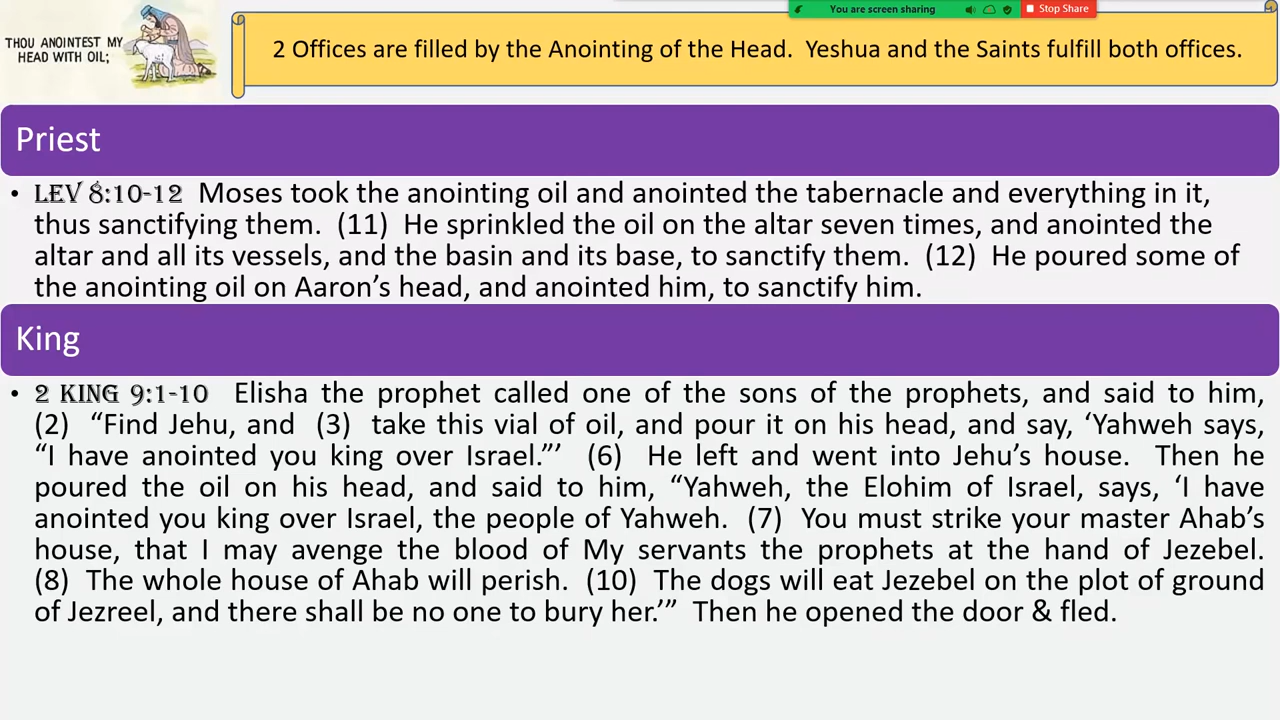 You are screen sharing
Stop Share
THOU ANOINTEST MY
HEAD WITH OIL;
2 Offices are filled by the Anointing of the Head.  Yeshua and the Saints fulfill both offices.
Priest
• LEV 8:10-12  Moses took the anointing oil and anointed the tabernacle and everything in it,
thus sanctifying them.  (11)  He sprinkled the oil on the altar seven times, and anointed the
altar and all its vessels, and the basin and its base, to sanctify them.  (12)  He poured some of
the anointing oil on Aaron’s head, and anointed him, to sanctify him.
King
• 2 KING 9:1-10  Elisha the prophet called one of the sons of the prophets, and said to him,
(2)  “Find Jehu, and  (3)  take this vial of oil, and pour it on his head, and say, ‘Yahweh says,
“I have anointed you king over Israel.”’  (6)  He left and went into Jehu’s house.  Then he
poured the oil on his head, and said to him, “Yahweh, the Elohim of Israel, says, ‘I have
anointed you king over Israel, the people of Yahweh.  (7)  You must strike your master Ahab’s
house, that I may avenge the blood of My servants the prophets at the hand of Jezebel.
(8)  The whole house of Ahab will perish.  (10)  The dogs will eat Jezebel on the plot of ground
of Jezreel, and there shall be no one to bury her.’”  Then he opened the door & fled.